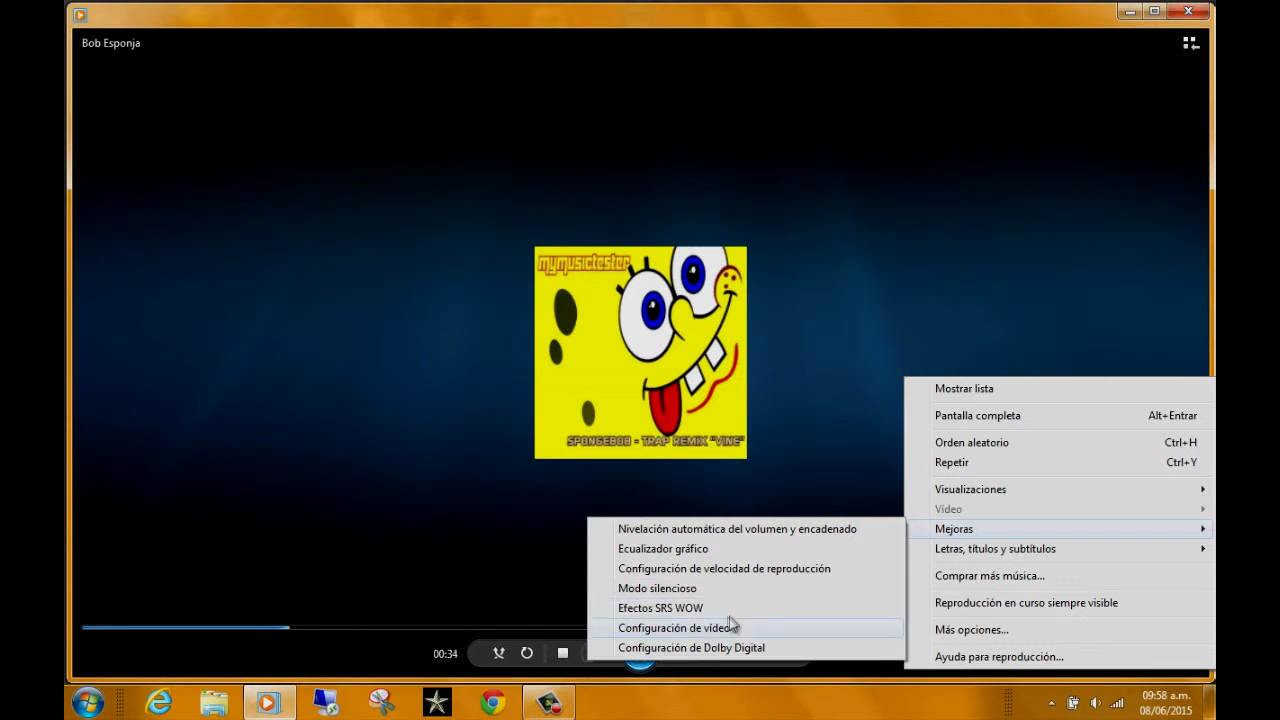 Bob Esponja
mymusictester
SPONGEBOB - TRAP REMIX "VINE"
Mostrar lista
Pantalla completa Alt+Entrar
Orden aleatorio Ctrl+H
Repetir Ctrl+Y
Visualizaciones
Vídeo
Mejoras
Letras, títulos y subtítulos
Comprar más música...
Reproducción en curso siempre visible
Más opciones...
Ayuda para reproducción...
Nivelación automática del volumen y encadenado
Ecualizador gráfico
Configuración de velocidad de reproducción
Modo silencioso
Efectos SRS WOW
Configuración de vídeo
Configuración de Dolby Digital
00:34
09:58 a.m.
08/06/2015